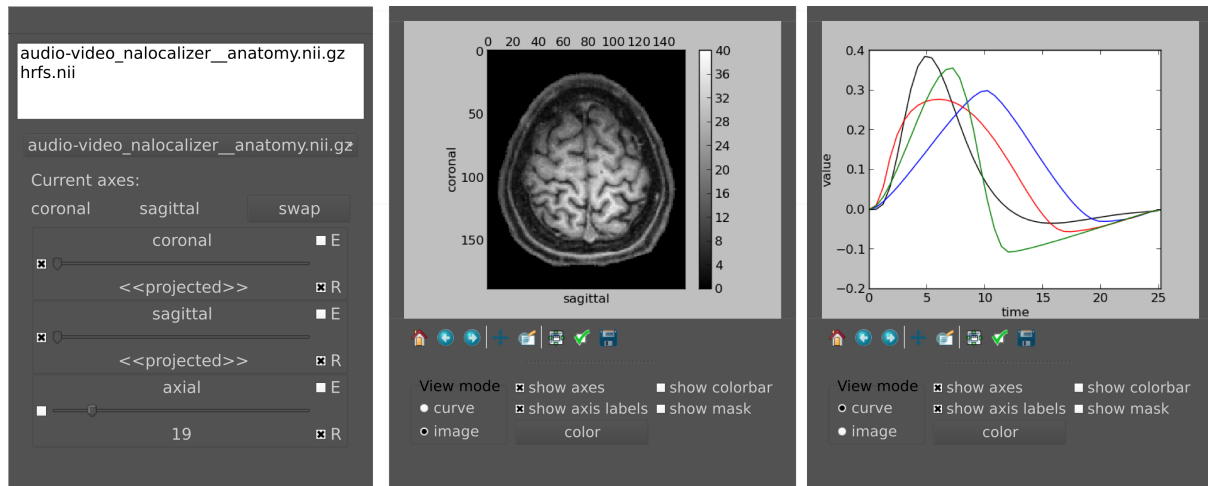 audio-video_nalocalizer__anatomy.nii.gz
hrfs.nii
audio-video_nalocalizer__anatomy.nii.gz
Current axes:
coronal sagittal swap
coronal E
<<projected>> R
sagittal E
<<projected>> R
axial E
19 R
0 20 40 60 80 100 120 140
0
50
100
150
coronal
sagittal
40
36
32
28
24
20
16
12
8
4
0
View mode
curve
image
show axes
show colorbar
show axis labels
show mask
color
0.4
0.3
0.2
0.1
0.0
−0.1
−0.2
value
0 5 10 15 20 25
time
View mode
curve
image
show axes
show colorbar
show axis labels
show mask
color